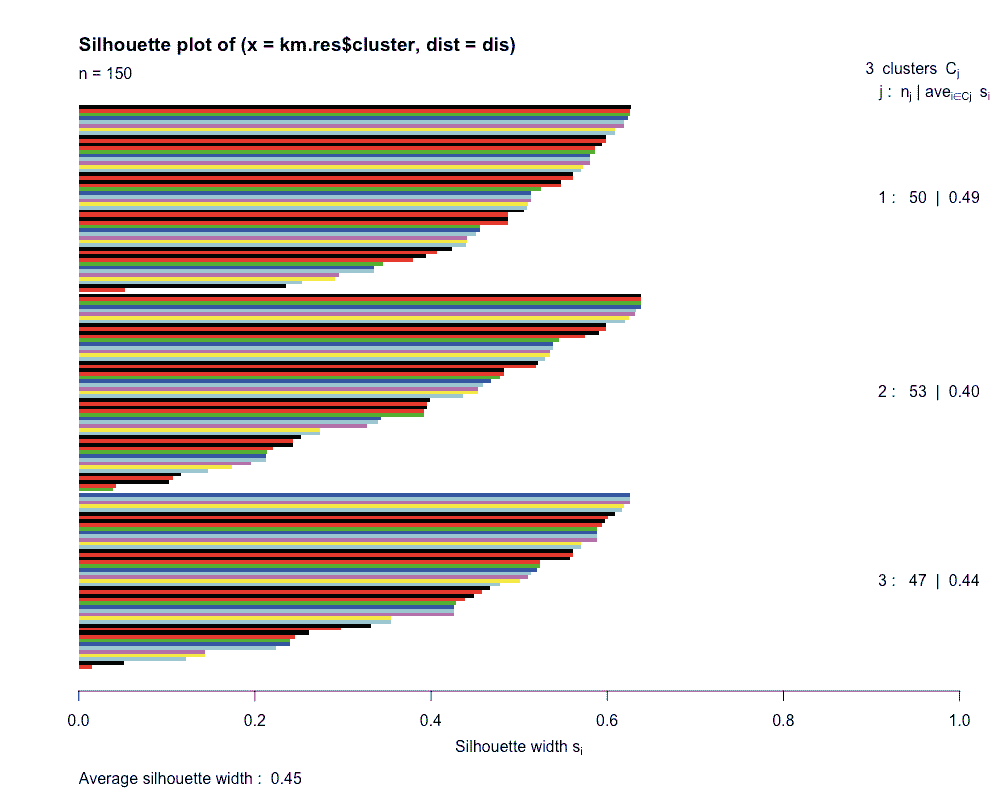 Silhouette plot of (x = km.res$cluster, dist = dis)
n = 150
3 clusters Cj
j : nj | avei∈Cj si
1 : 50 | 0.49
2 : 53 | 0.40
3 : 47 | 0.44
0.0 0.2 0.4 0.6 0.8 1.0
Silhouette width si
Average silhouette width : 0.45